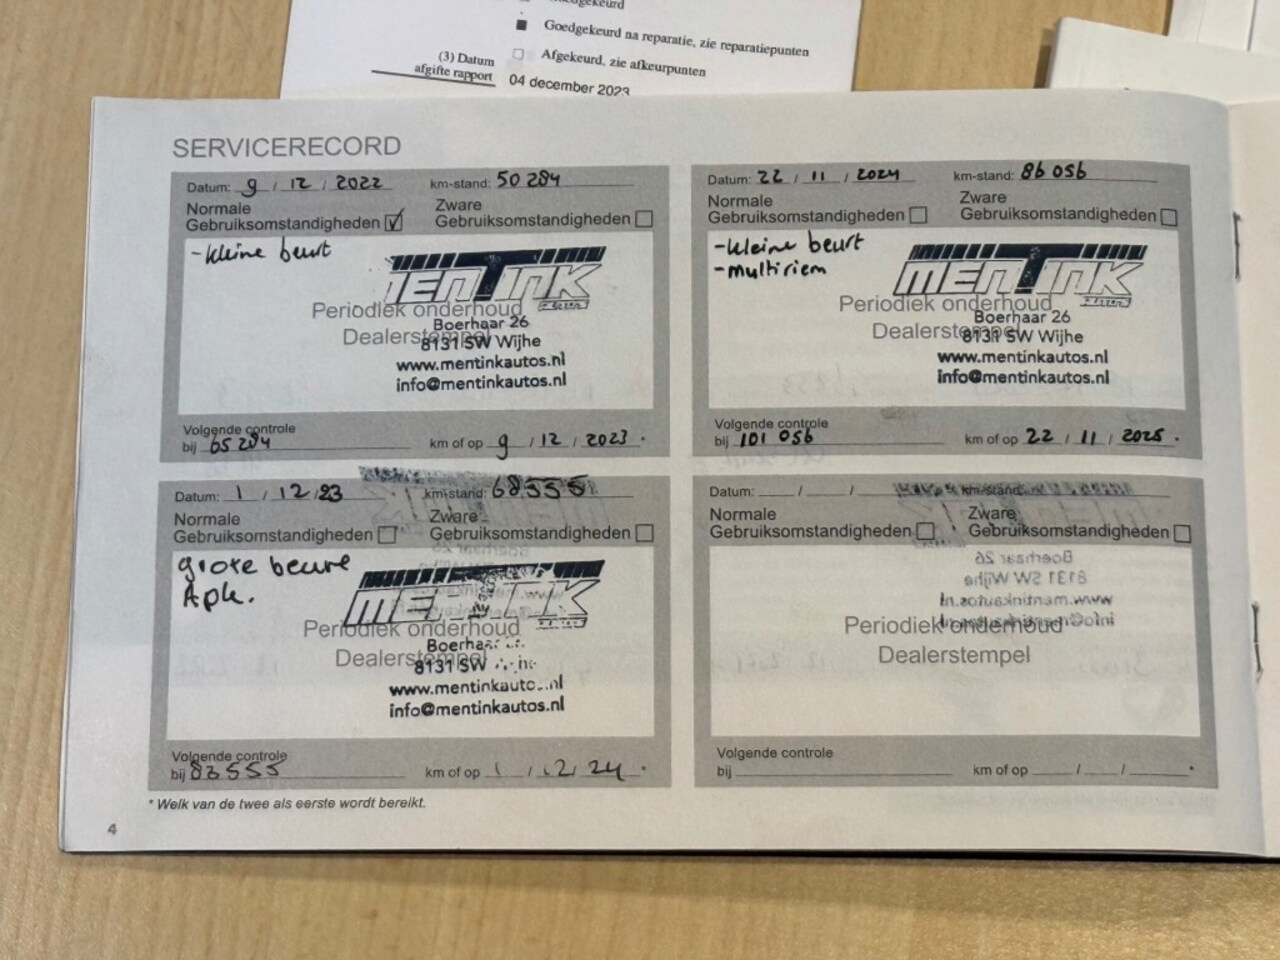 Goedgekeurd na reparatie, zie reparatiepunten
Afgekeurd, zie afkeurpunten
(3) Datum
afgifte rapport
04 december 2023
SERVICERECORD
Datum: 9 / 12 / 2022 km-stand: 50 284
Normale
Gebruiksomstandigheden
Zware
Gebruiksomstandigheden
-kleine beurt
MENTINK
Periodiek onderhoud
Dealerstempel
Boerhaar 26
8131 SW Wijhe
www.mentinkautos.nl
info@mentinkautos.nl
Volgende controle
bij 65 284 km of op 9 / 12 / 2023 *
Datum: 22 / 11 / 2024 km-stand: 86 056
Normale
Gebruiksomstandigheden
Zware
Gebruiksomstandigheden
-kleine beurt
-multiriem
MENTINK
Periodiek onderhoud
Dealerstempel
Boerhaar 26
8131 SW Wijhe
www.mentinkautos.nl
info@mentinkautos.nl
Volgende controle
bij 101 056 km of op 22 / 11 / 2025 *
Datum: 1 / 12 / 23 km-stand: 68555
Normale
Gebruiksomstandigheden
Zware
Gebruiksomstandigheden
grote beurt
Apk.
Periodiek onderhoud
Dealerstempel
8131 SW
www.mentinkautos.nl
info@mentinkautos.nl
Volgende controle
bij 83555 km of op 1 / 12 / 24 *
Datum: / / km-stand:
Normale
Gebruiksomstandigheden
Zware
Gebruiksomstandigheden
Periodiek onderhoud
Dealerstempel
Volgende controle
bij km of op / / *
* Welk van de twee als eerste wordt bereikt.
4